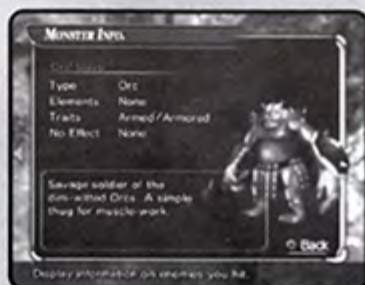 MONSTER INFO.
Type Orc
Elements None
Traits Armed/Armored
No Effect None
Savage soldier of the
dim-witted Orcs. A simple
thug for muscle-work.
Back
Display information on enemies you hit.